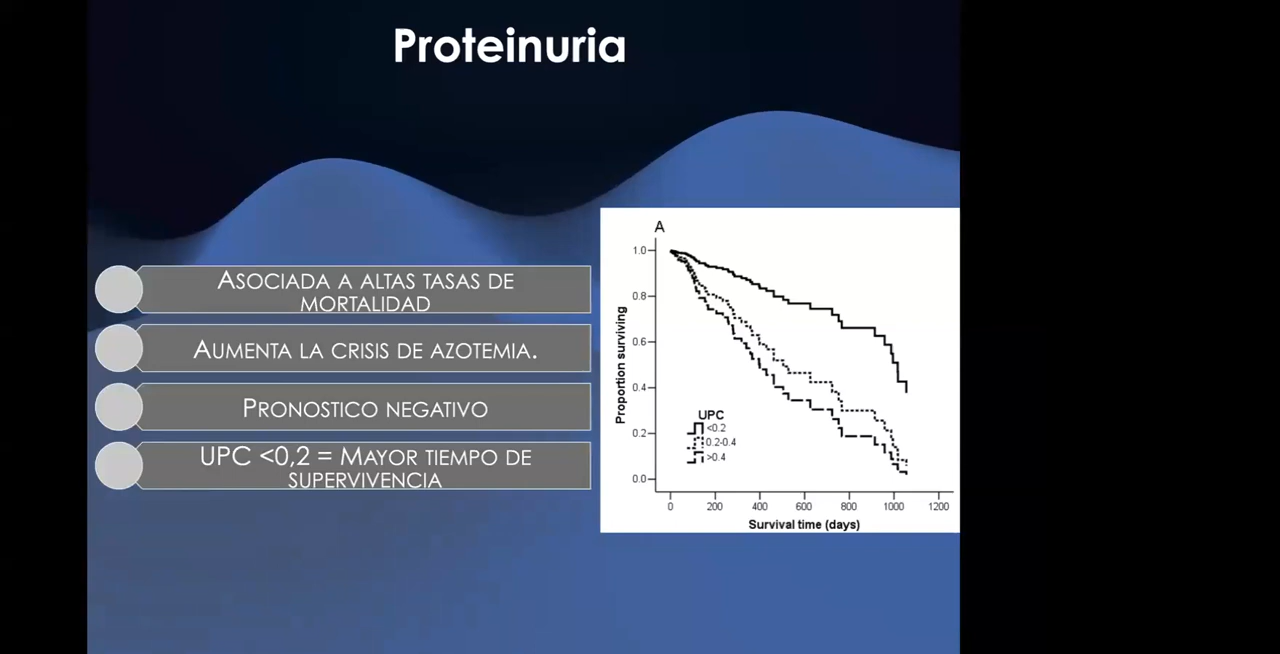 Proteinuria
ASOCIADA A ALTAS TASAS DE
MORTALIDAD
AUMENTA LA CRISIS DE AZOTEMIA.
PRONOSTICO NEGATIVO
UPC <0,2 = MAYOR TIEMPO DE
SUPERVIVENCIA
A
Proportion surviving
1.0
0.8
0.6
0.4
0.2
0.0
UPC
<0.2
0.2-0.4
>0.4
0 200 400 600 800 1000 1200
Survival time (days)